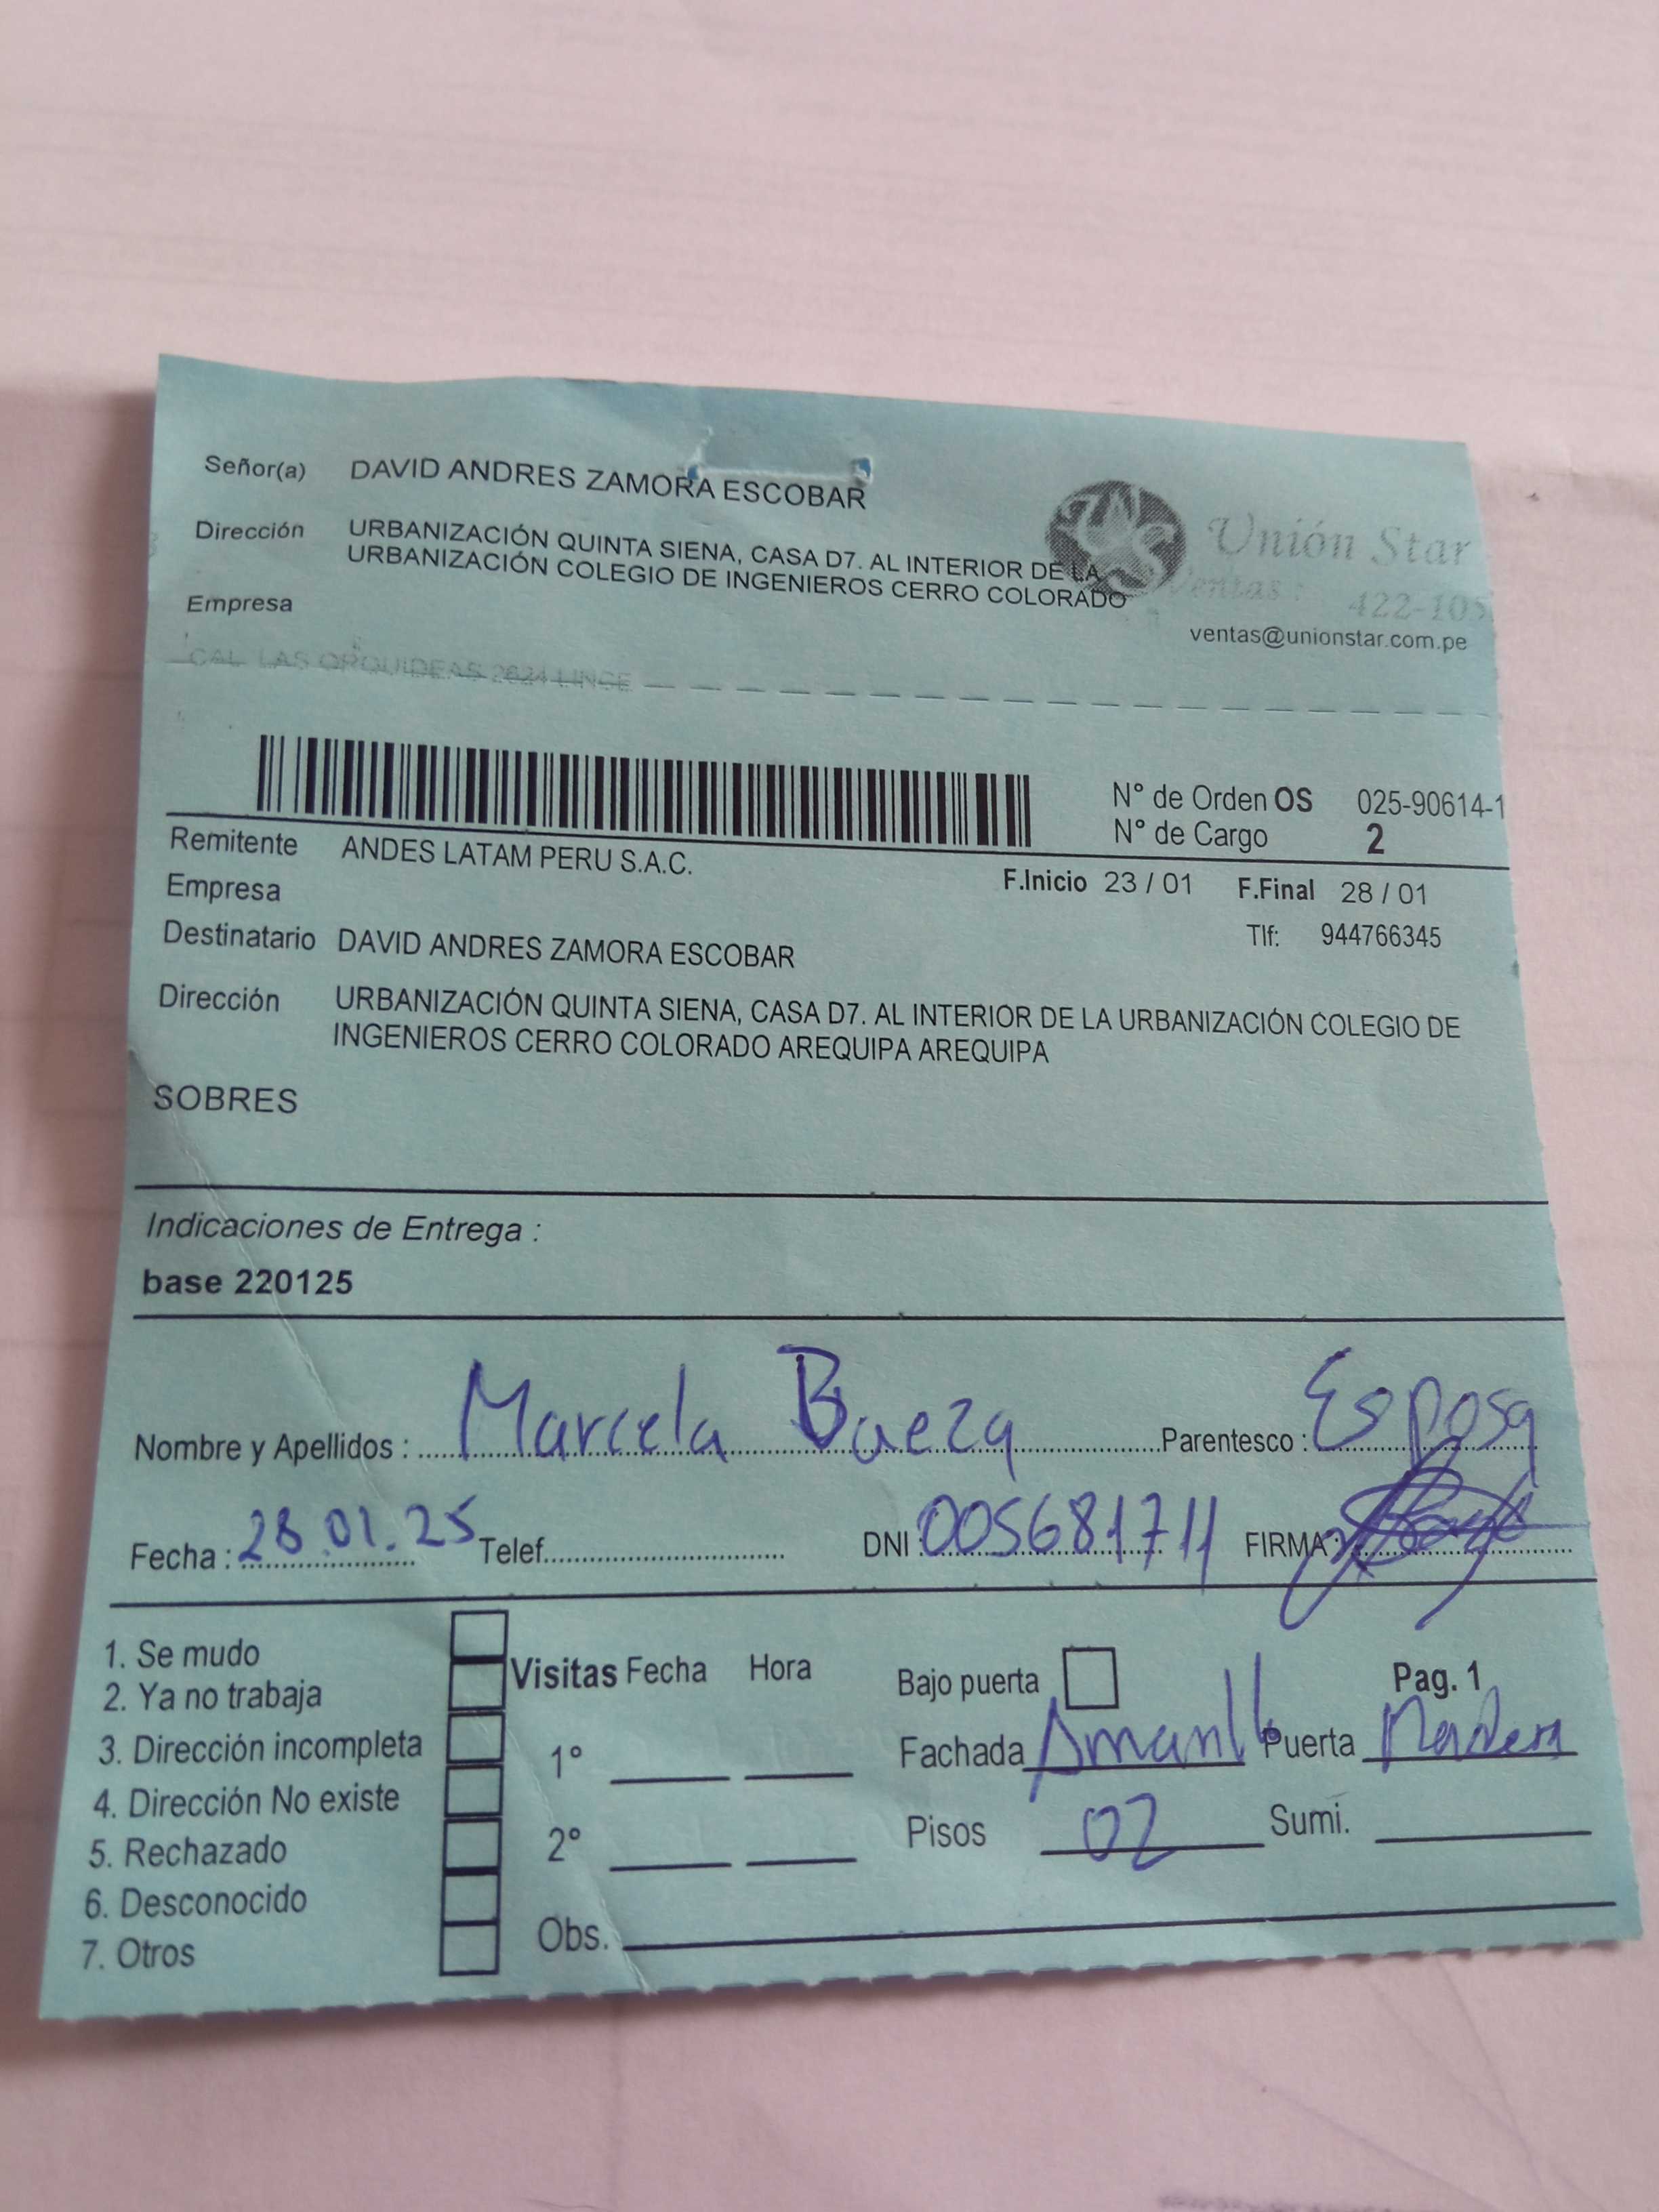 Señor(a) DAVID ANDRES ZAMORA ESCOBAR
Dirección URBANIZACIÓN QUINTA SIENA, CASA D7. AL INTERIOR DE LA
URBANIZACIÓN COLEGIO DE INGENIEROS CERRO COLORADO
Unión Star
Ventas : 422-105
ventas@unionstar.com.pe
Empresa
CAL LAS ORQUIDEAS 2624 LINCE
N° de Orden OS 025-90614-1
N° de Cargo 2
Remitente ANDES LATAM PERU S.A.C.
Empresa F.Inicio 23 / 01 F.Final 28 / 01
Destinatario DAVID ANDRES ZAMORA ESCOBAR Tlf: 944766345
Dirección URBANIZACIÓN QUINTA SIENA, CASA D7. AL INTERIOR DE LA URBANIZACIÓN COLEGIO DE
INGENIEROS CERRO COLORADO AREQUIPA AREQUIPA
SOBRES
Indicaciones de Entrega :
base 220125
Nombre y Apellidos : Marcela Baeza Parentesco : Esposa
Fecha : 28.01.25 Telef. DNI 005681711 FIRMA:
1. Se mudo
2. Ya no trabaja
3. Dirección incompleta
4. Dirección No existe
5. Rechazado
6. Desconocido
7. Otros
Visitas Fecha Hora
1°
2°
Obs.
Bajo puerta Pag. 1
Fachada Amarill Puerta Madera
Pisos 02 Sumi.